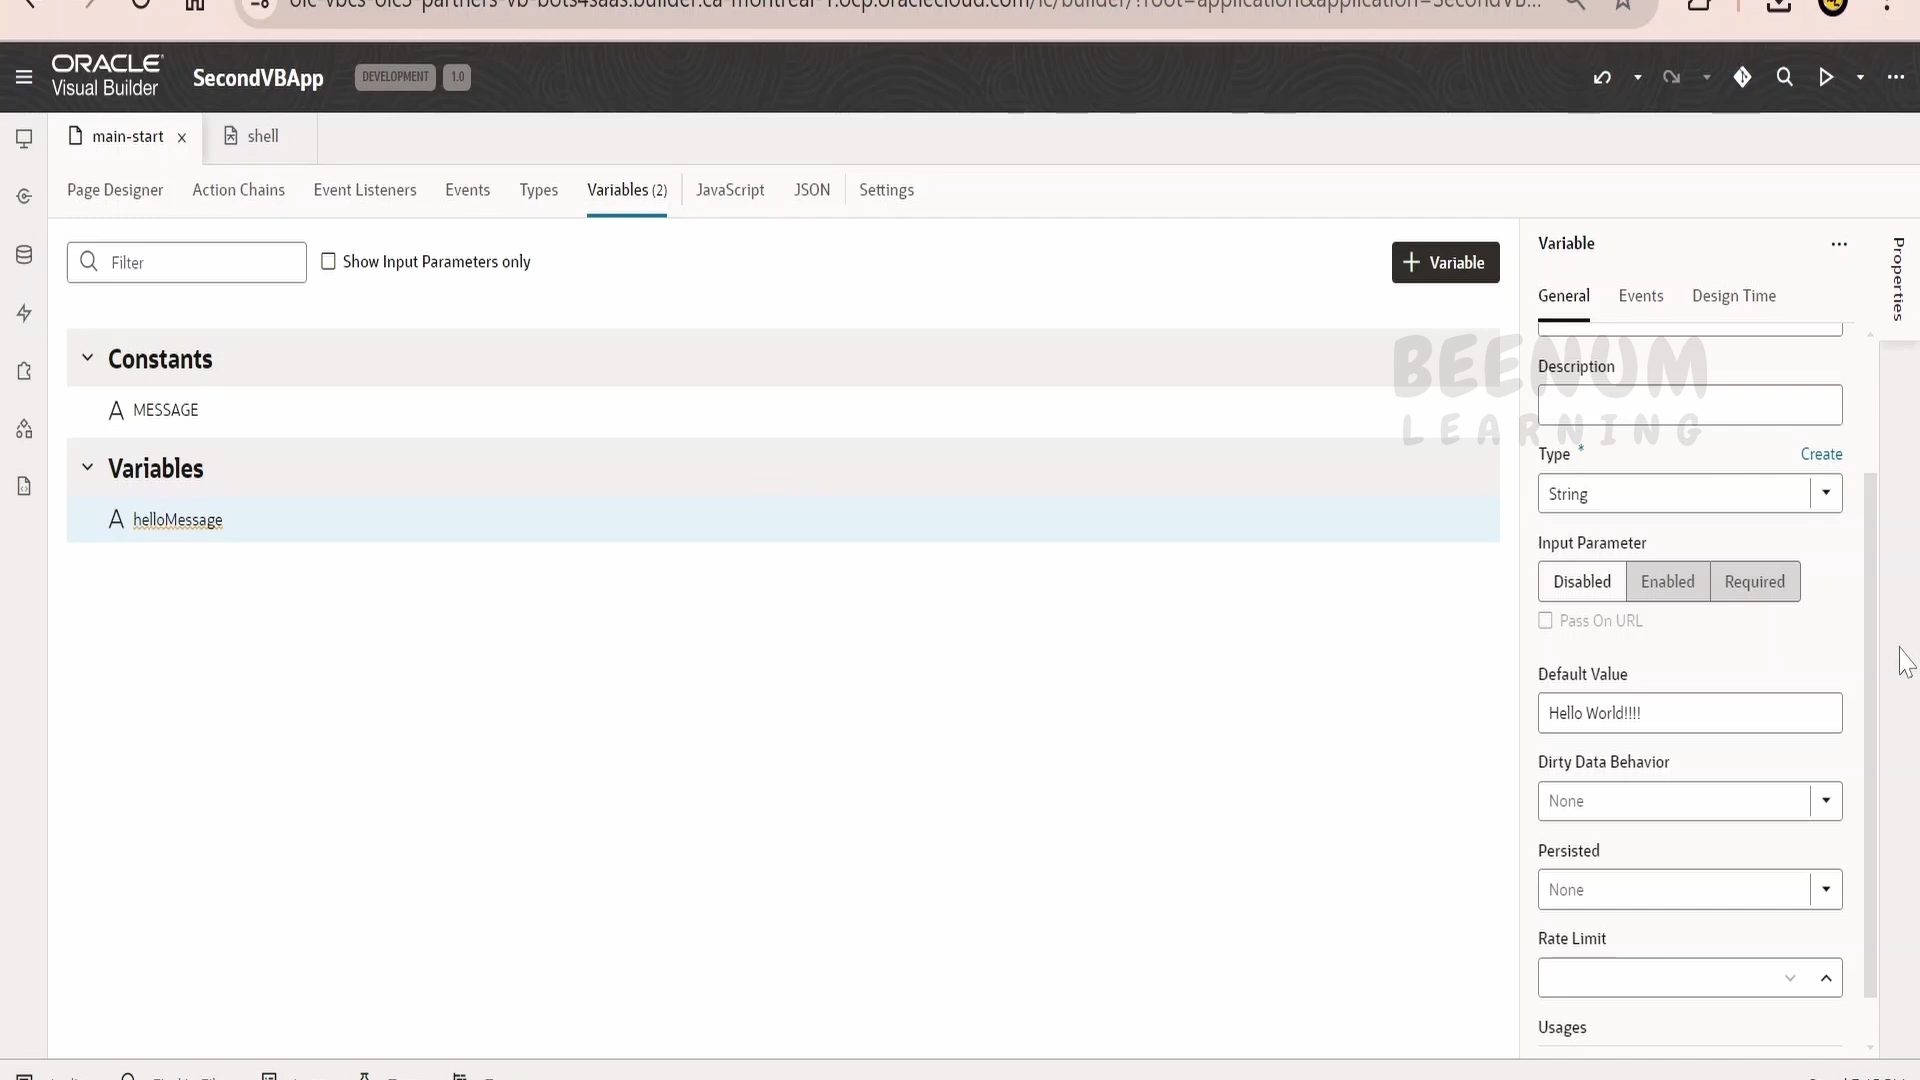 ORACLE
Visual Builder
SecondVBApp
DEVELOPMENT
1.0
main-start
shell
Page Designer
Action Chains
Event Listeners
Events
Types
Variables (2)
JavaScript
JSON
Settings
Filter
Show Input Parameters only
+ Variable
Constants
MESSAGE
Variables
helloMessage
Variable
Properties
General
Events
Design Time
BEENUM
LEARNING
Description
Type *
Create
String
Input Parameter
Disabled
Enabled
Required
Pass On URL
Default Value
Hello World!!!!
Dirty Data Behavior
None
Persisted
None
Rate Limit
Usages